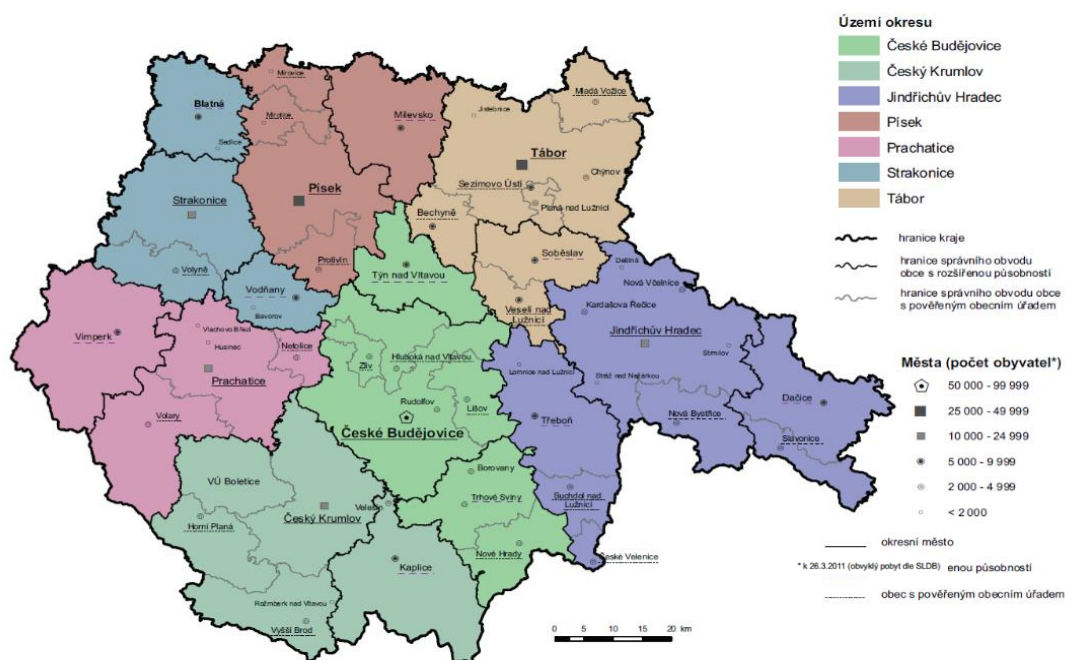 Území okresu
České Budějovice
Český Krumlov
Jindřichův Hradec
Písek
Prachatice
Strakonice
Tábor
hranice kraje
hranice správního obvodu
obce s rozšířenou působností
hranice správního obvodu obce
s pověřeným obecním úřadem
Města (počet obyvatel*)
50 000 - 99 999
25 000 - 49 999
10 000 - 24 999
5 000 - 9 999
2 000 - 4 999
< 2 000
okresní město
* k 26.3.2011 (obvyklý pobyt dle SLDB) enou působností
obec s pověřeným obecním úřadem
Mirovice
Blatná
Mirotice
Milevsko
Sedlice
Jistebnice
Mladá Vožice
Tábor
Chýnov
Sezimovo Ústí
Planá nad Lužnicí
Písek
Strakonice
Bechyně
Volyně
Protivín
Vodňany
Bavorov
Týn nad Vltavou
Soběslav
Veselí nad
Lužnicí
Deštná
Nová Včelnice
Kardašova Řečice
Jindřichův Hradec
Strmilov
Vimperk
Vlachovo Březí
Husinec
Netolice
Prachatice
Volary
Zliv
Hluboká nad Vltavou
Rudolfov
Lišov
České Budějovice
Lomnice nad Lužnicí
Stráž nad Nežárkou
Třeboň
Nová Bystřice
Dačice
Slavonice
Borovany
Trhové Sviny
Suchdol nad
Lužnicí
Nové Hrady
České Velenice
VÚ Boletice
Velešín
Český Krumlov
Horní Planá
Kaplice
Rožmberk nad Vltavou
Vyšší Brod
0 5 10 20 km